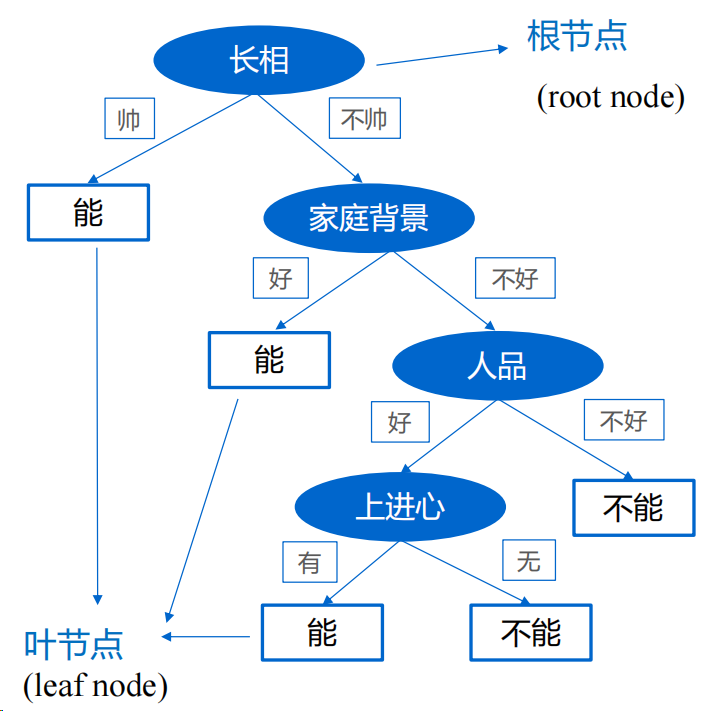 长相
根节点
(root node)
帅
不帅
能
家庭背景
好
不好
能
人品
好
不好
上进心
不能
有
无
能
不能
叶节点
(leaf node)